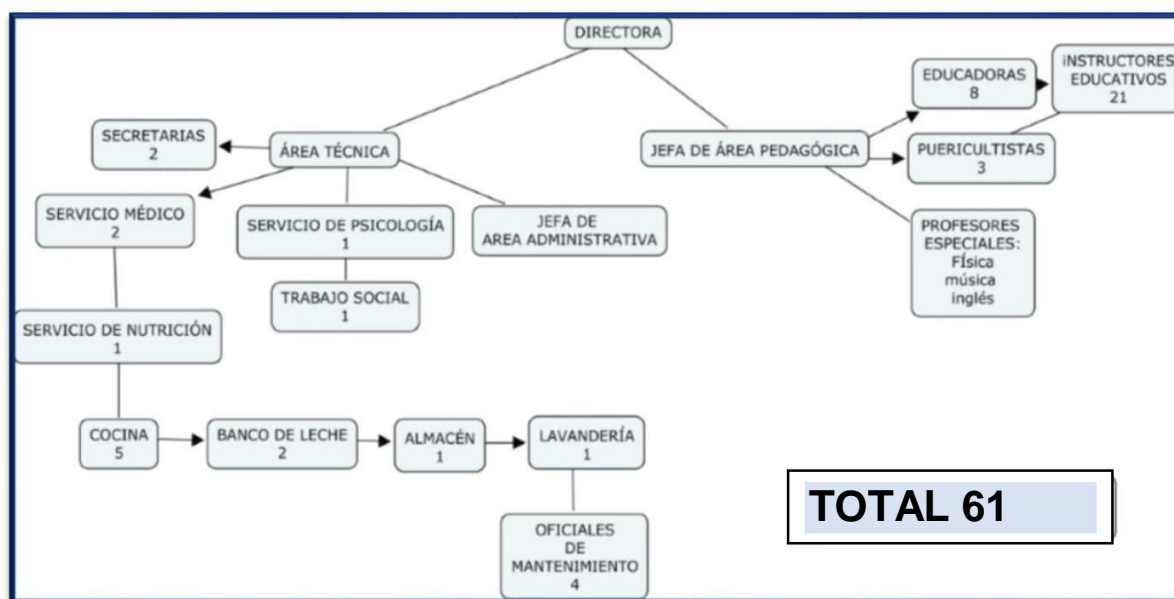 DIRECTORA
iNSTRUCTORES
EDUCATIVOS
21
EDUCADORAS
8
SECRETARIAS
2
ÁREA TÉCNICA
JEFA DE ÁREA PEDAGÓGICA
PUERICULTISTAS
3
SERVICIO MÉDICO
2
SERVICIO DE PSICOLOGÍA
1
JEFA DE
AREA ADMINISTRATIVA
PROFESORES
ESPECIALES:
FÍsica
música
inglés
TRABAJO SOCIAL
1
SERVICIO DE NUTRICIÓN
1
COCINA
5
BANCO DE LECHE
2
ALMACÉN
1
LAVANDERÍA
1
OFICIALES
DE
MANTENIMIENTO
4
TOTAL 61